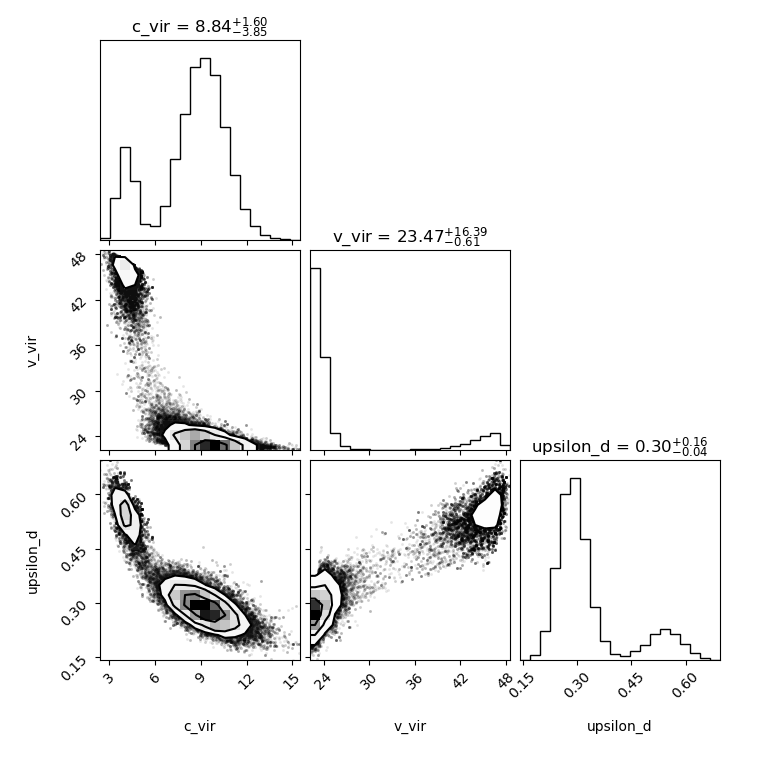 c_vir = 8.84+1.60 −3.85
v_vir = 23.47+16.39 −0.61
upsilon_d = 0.30+0.16 −0.04
v_vir
48
42
36
30
24
upsilon_d
0.60
0.45
0.30
0.15
3 6 9 12 15
24 30 36 42 48
0.15 0.30 0.45 0.60
c_vir v_vir upsilon_d